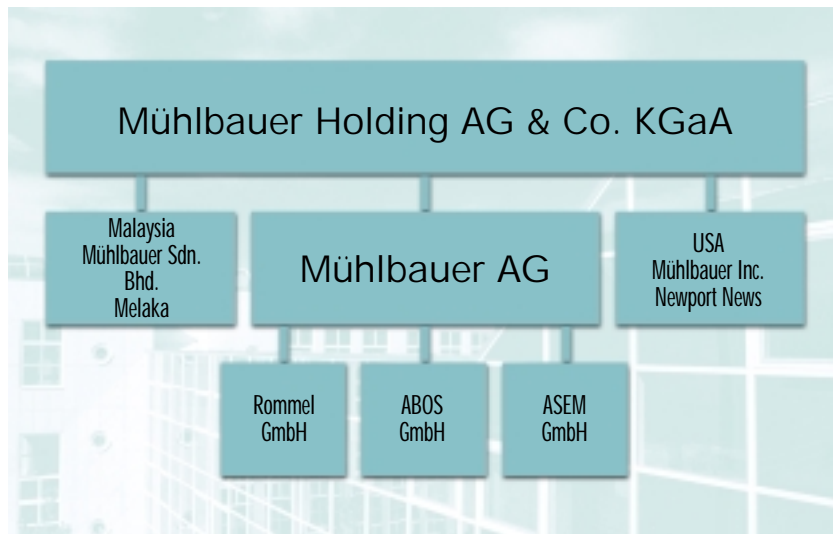 Mühlbauer Holding AG & Co. KGaA
Malaysia
Mühlbauer Sdn.
Bhd.
Melaka
Mühlbauer AG
USA
Mühlbauer Inc.
Newport News
Rommel
GmbH
ABOS
GmbH
ASEM
GmbH